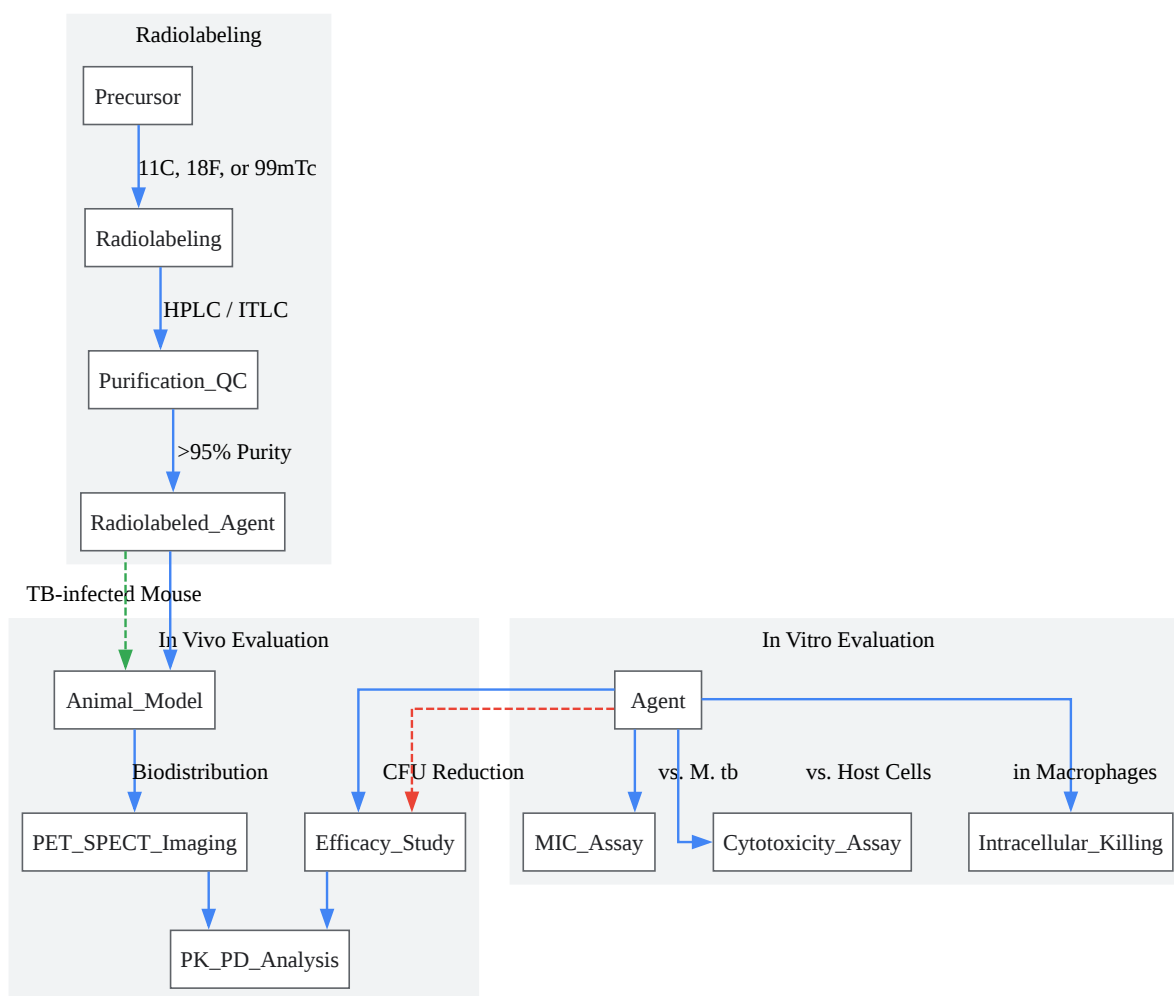 Radiolabeling
Precursor
11C, 18F, or 99mTc
Radiolabeling
HPLC / ITLC
Purification_QC
>95% Purity
Radiolabeled_Agent
TB-infected Mouse
In Vivo Evaluation
In Vitro Evaluation
Animal_Model
Agent
Biodistribution
CFU Reduction
vs. M. tb
vs. Host Cells
in Macrophages
PET_SPECT_Imaging
Efficacy_Study
MIC_Assay
Cytotoxicity_Assay
Intracellular_Killing
PK_PD_Analysis